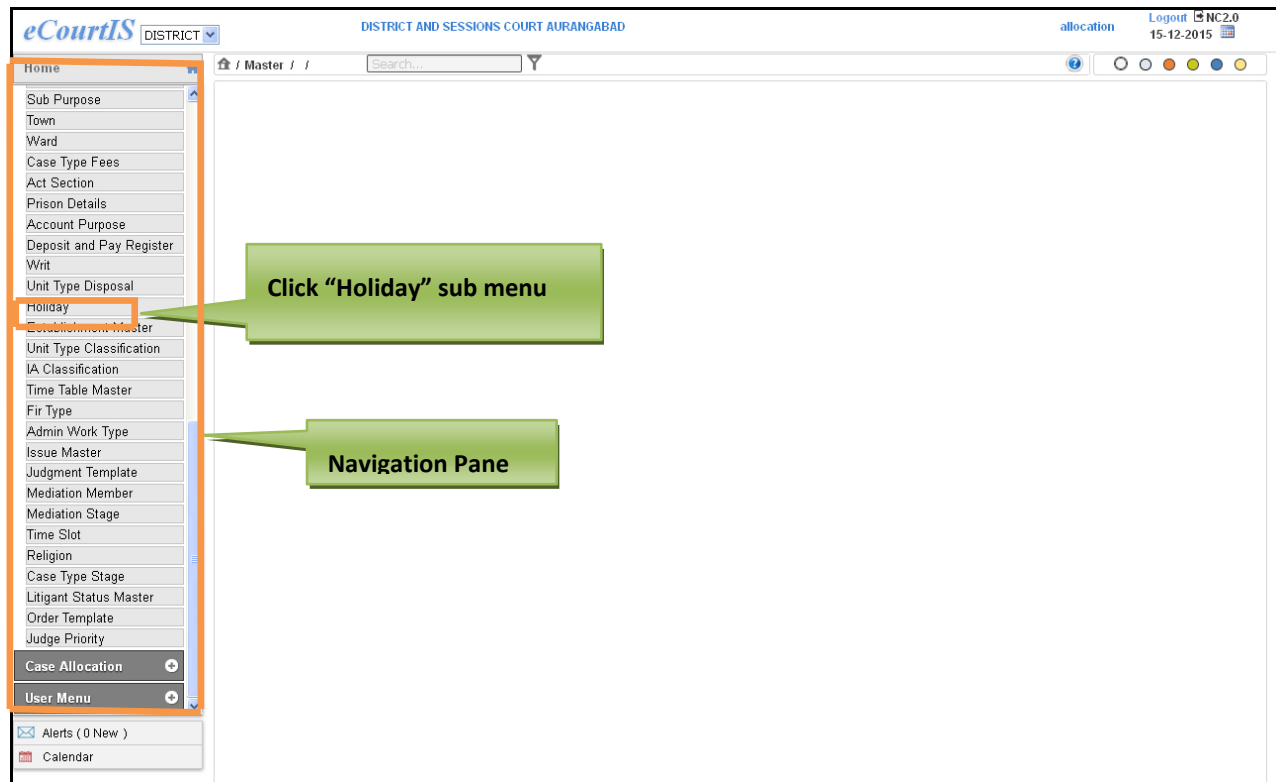 eCourtIS DISTRICT DISTRICT AND SESSIONS COURT AURANGABAD allocation Logout NC2.0
15-12-2015
Home / Master / / Search...
Sub Purpose
Town
Ward
Case Type Fees
Act Section
Prison Details
Account Purpose
Deposit and Pay Register
Writ
Unit Type Disposal
Holiday
Establishment Master
Unit Type Classification
IA Classification
Time Table Master
Fir Type
Admin Work Type
Issue Master
Judgment Template
Mediation Member
Mediation Stage
Time Slot
Religion
Case Type Stage
Litigant Status Master
Order Template
Judge Priority
Case Allocation
User Menu
Alerts ( 0 New )
Calendar
Click “Holiday” sub menu
Navigation Pane